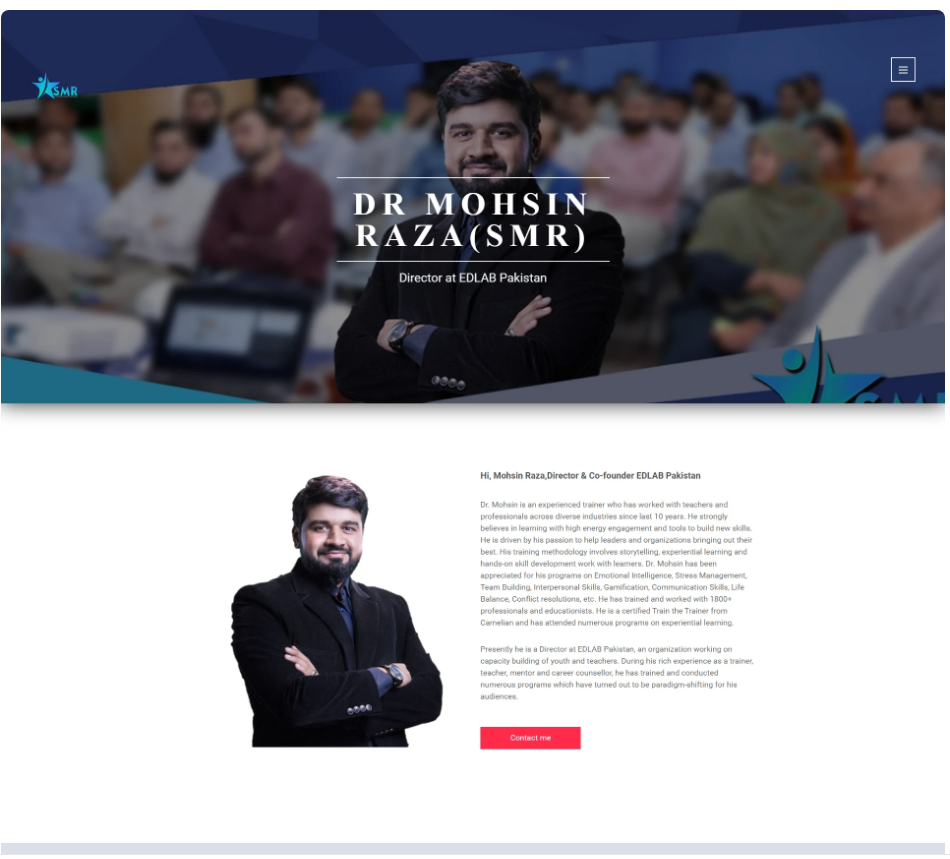 SMR
DR MOHSIN
RAZA(SMR)
Director at EDLAB Pakistan
SMR
Hi, Mohsin Raza,Director & Co-founder EDLAB Pakistan
Dr. Mohsin is an experienced trainer who has worked with teachers and
professionals across diverse industries since last 10 years. He strongly
believes in learning with high energy engagement and tools to build new skills.
He is driven by his passion to help leaders and organizations bringing out their
best. His training methodology involves storytelling, experiential learning and
hands-on skill development work with learners. Dr. Mohsin has been
appreciated for his programs on Emotional Intelligence, Stress Management,
Team Building, Interpersonal Skills, Gamification, Communication Skills, Life
Balance, Conflict resolutions, etc. He has trained and worked with 1800+
professionals and educationists. He is a certified Train the Trainer from
Carnelian and has attended numerous programs on experiential learning.
Presently he is a Director at EDLAB Pakistan, an organization working on
capacity building of youth and teachers. During his rich experience as a trainer,
teacher, mentor and career counsellor, he has trained and conducted
numerous programs which have turned out to be paradigm-shifting for his
audiences.
Contact me